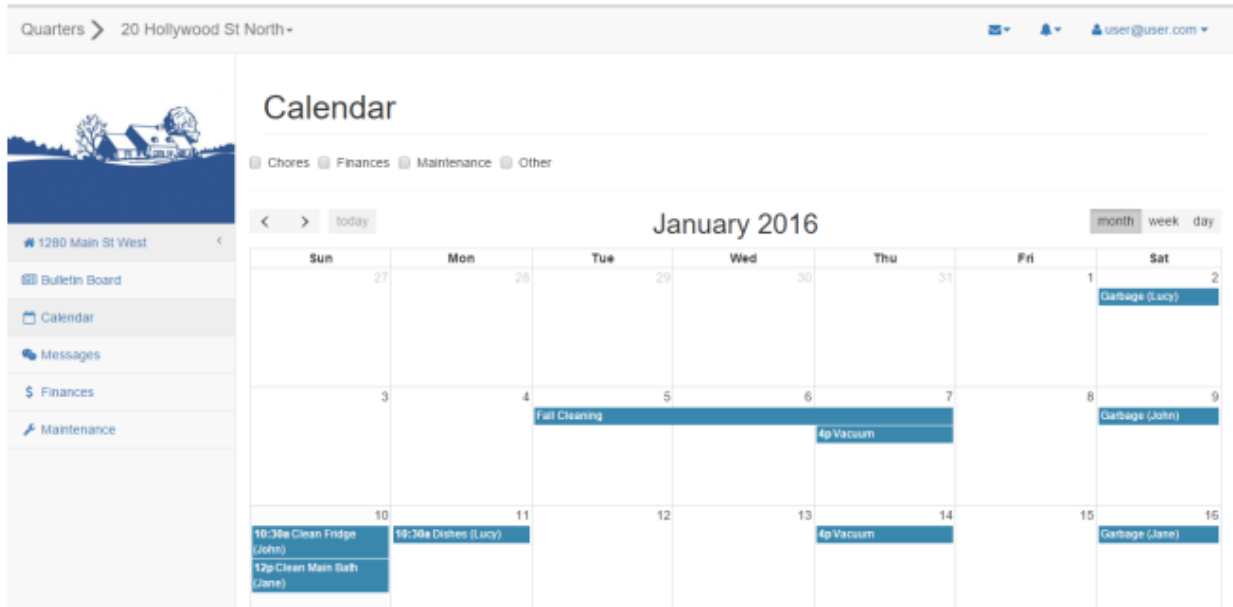 Quarters 20 Hollywood St North
user@user.com
Calendar
Chores Finances Maintenance Other
today January 2016 month week day
1280 Main St West
Bulletin Board
Calendar
Messages
$ Finances
Maintenance
Sun Mon Tue Wed Thu Fri Sat
27 28 29 30 31 1 2
Garbage (Lucy)
3 4 5 6 7 8 9
Fall Cleaning Garbage (John)
4p Vacuum
10 11 12 13 14 15 16
10:30a Clean Fridge 10:30a Dishes (Lucy) 4p Vacuum Garbage (Jane)
(John)
12p Clean Main Bath
(Jane)